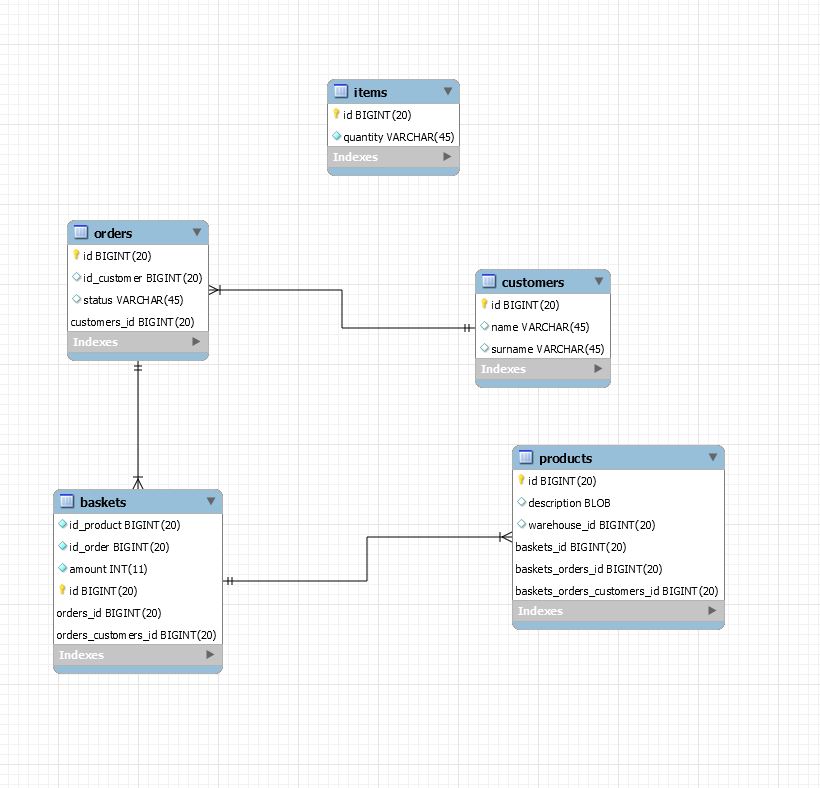 items
id BIGINT(20)
quantity VARCHAR(45)
Indexes
orders
id BIGINT(20)
id_customer BIGINT(20)
status VARCHAR(45)
customers_id BIGINT(20)
Indexes
customers
id BIGINT(20)
name VARCHAR(45)
surname VARCHAR(45)
Indexes
products
id BIGINT(20)
description BLOB
warehouse_id BIGINT(20)
baskets_id BIGINT(20)
baskets_orders_id BIGINT(20)
baskets_orders_customers_id BIGINT(20)
Indexes
baskets
id_product BIGINT(20)
id_order BIGINT(20)
amount INT(11)
id BIGINT(20)
orders_id BIGINT(20)
orders_customers_id BIGINT(20)
Indexes